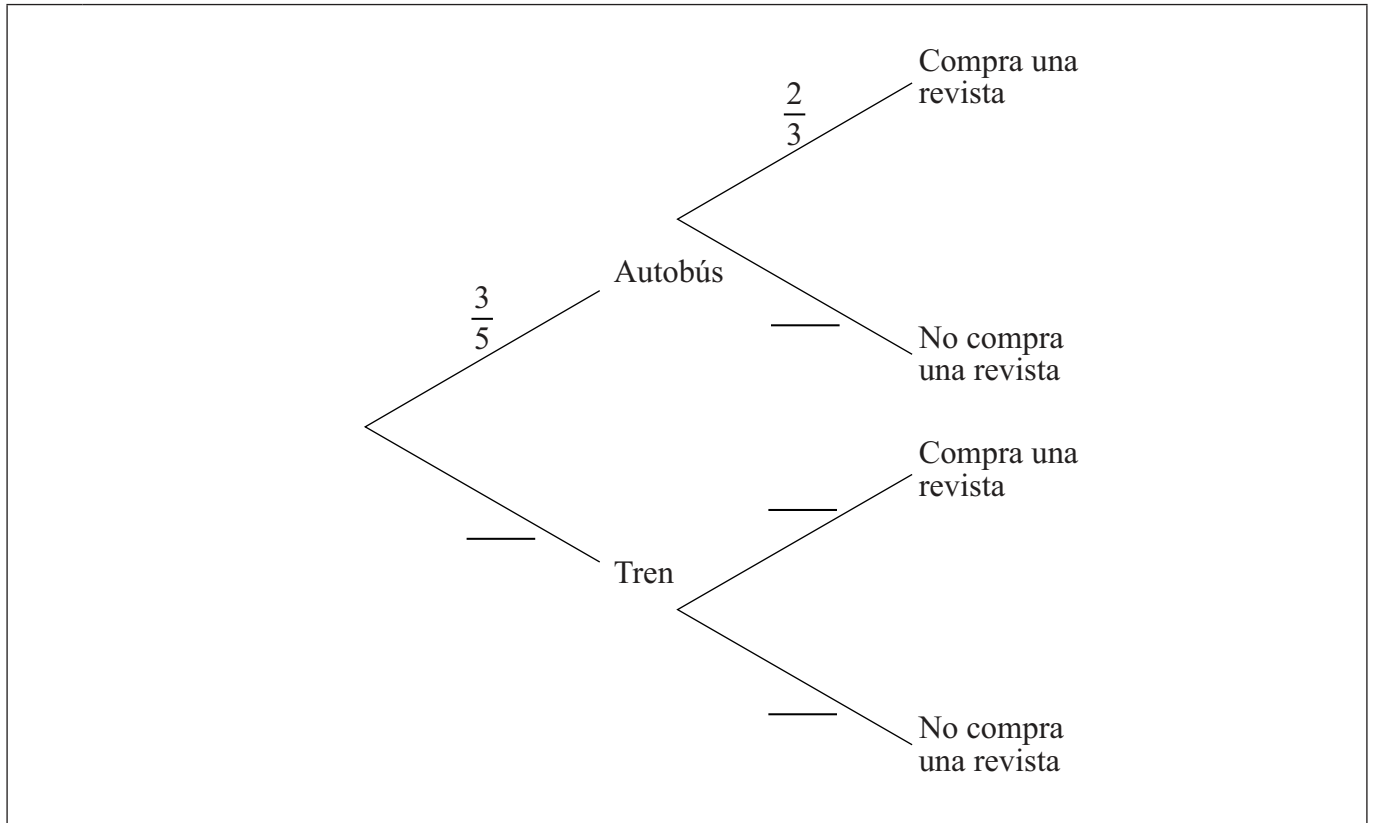 Compra una
revista
2
3
Autobús
3
5
No compra
una revista
Compra una
revista
Tren
No compra
una revista